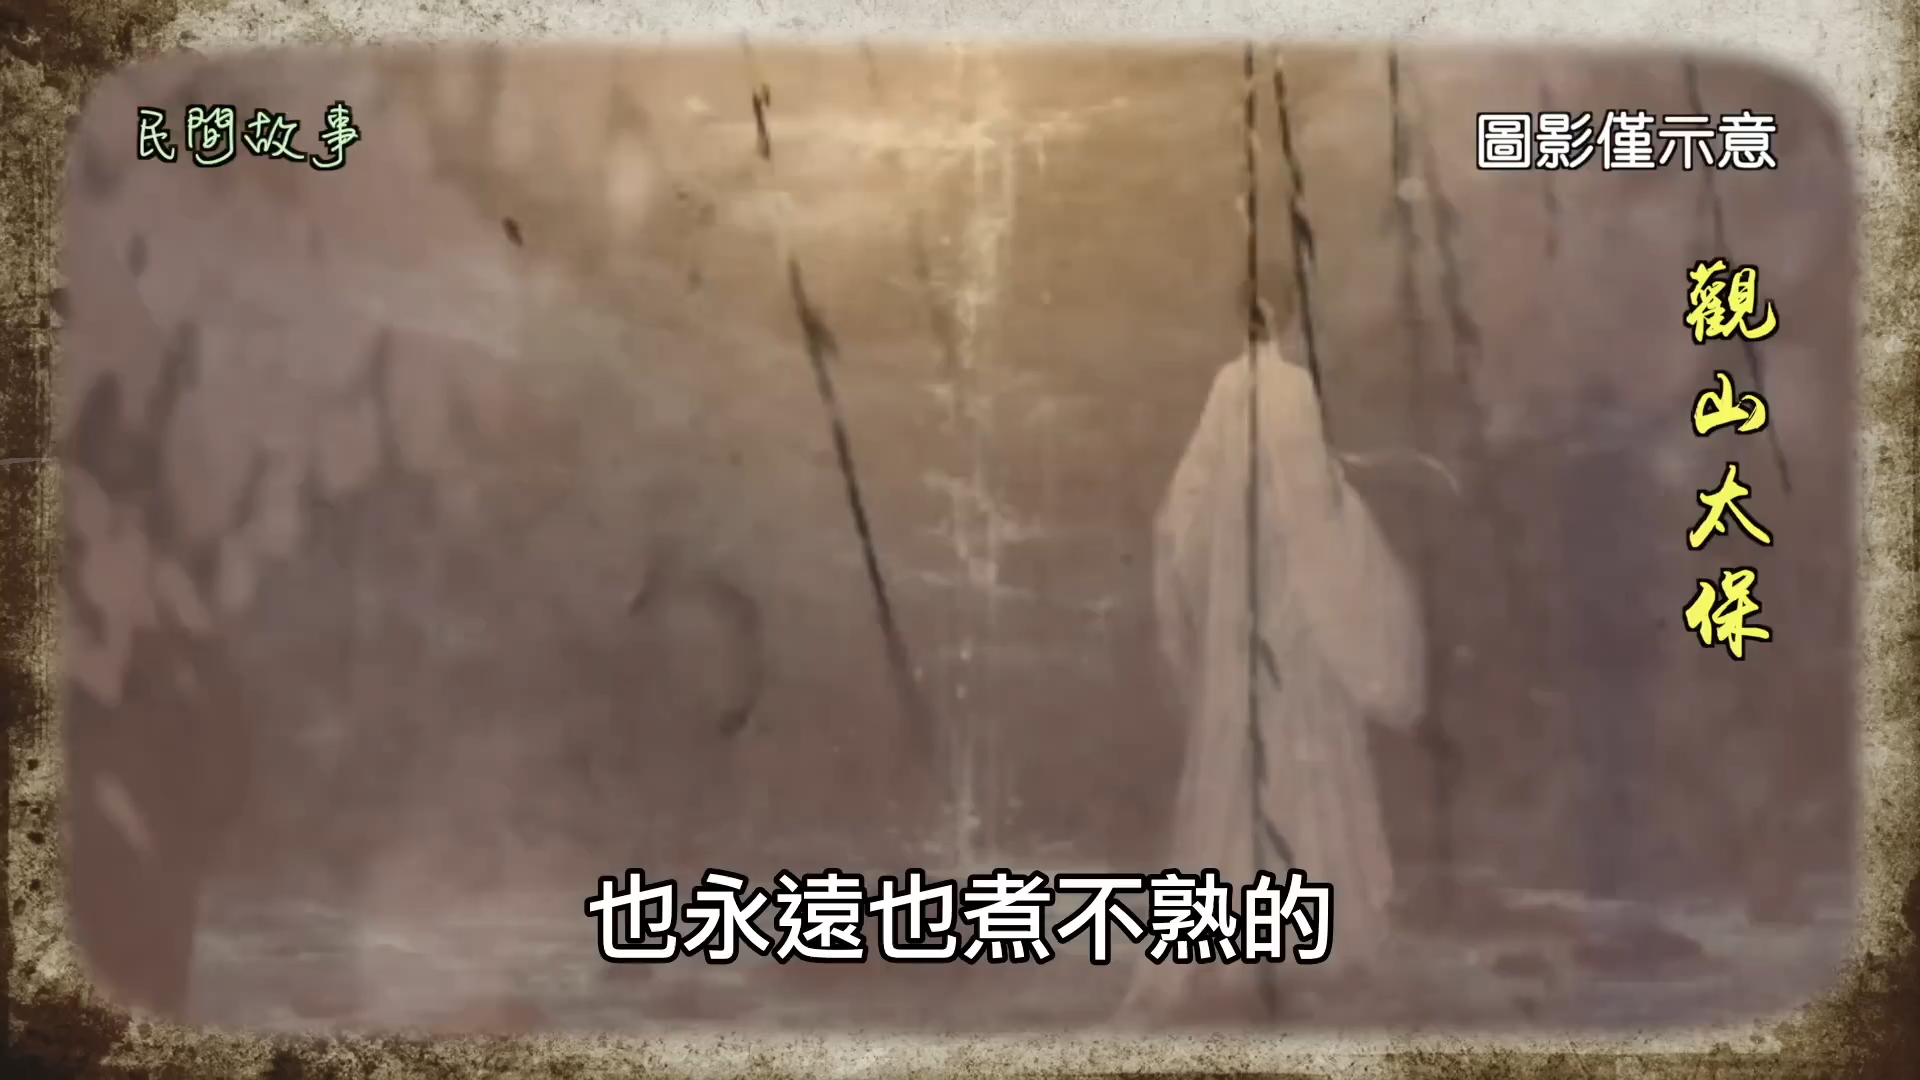 民間故事
圖影僅示意
觀山太保
也永遠也煮不熟的